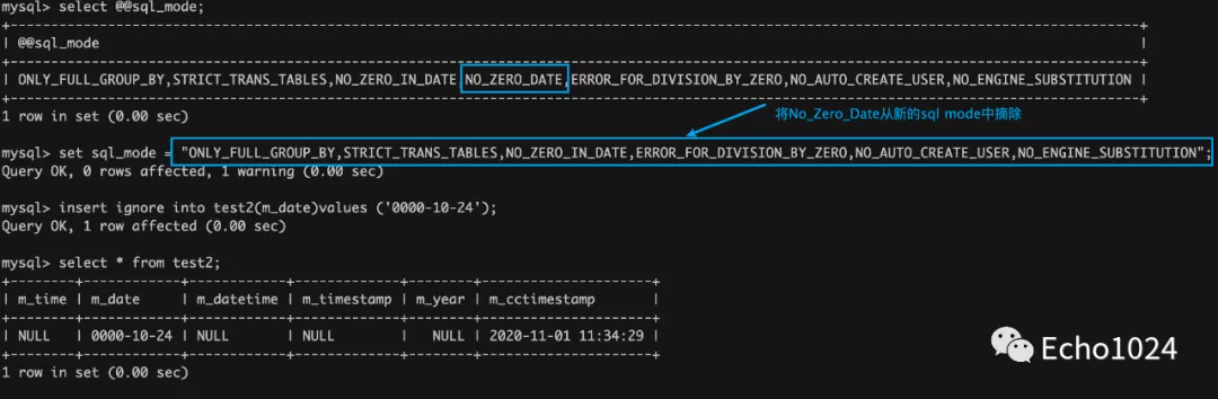 mysql> select @@sql_mode;
+-----------------------------------------------------------------------------------------------------------------------------------------------+
| @@sql_mode |
+-----------------------------------------------------------------------------------------------------------------------------------------------+
| ONLY_FULL_GROUP_BY,STRICT_TRANS_TABLES,NO_ZERO_IN_DATE NO_ZERO_DATE,ERROR_FOR_DIVISION_BY_ZERO,NO_AUTO_CREATE_USER,NO_ENGINE_SUBSTITUTION |
+-----------------------------------------------------------------------------------------------------------------------------------------------+
1 row in set (0.00 sec)
将No_Zero_Date从新的sql mode中摘除
mysql> set sql_mode = "ONLY_FULL_GROUP_BY,STRICT_TRANS_TABLES,NO_ZERO_IN_DATE,ERROR_FOR_DIVISION_BY_ZERO,NO_AUTO_CREATE_USER,NO_ENGINE_SUBSTITUTION";
Query OK, 0 rows affected, 1 warning (0.00 sec)
mysql> insert ignore into test2(m_date)values ('0000-10-24');
Query OK, 1 row affected (0.00 sec)
mysql> select * from test2;
+--------+------------+------------+-------------+--------+---------------------+
| m_time | m_date | m_datetime | m_timestamp | m_year | m_cctimestamp |
+--------+------------+------------+-------------+--------+---------------------+
| NULL | 0000-10-24 | NULL | NULL | NULL | 2020-11-01 11:34:29 |
+--------+------------+------------+-------------+--------+---------------------+
1 row in set (0.00 sec)
Echo1024